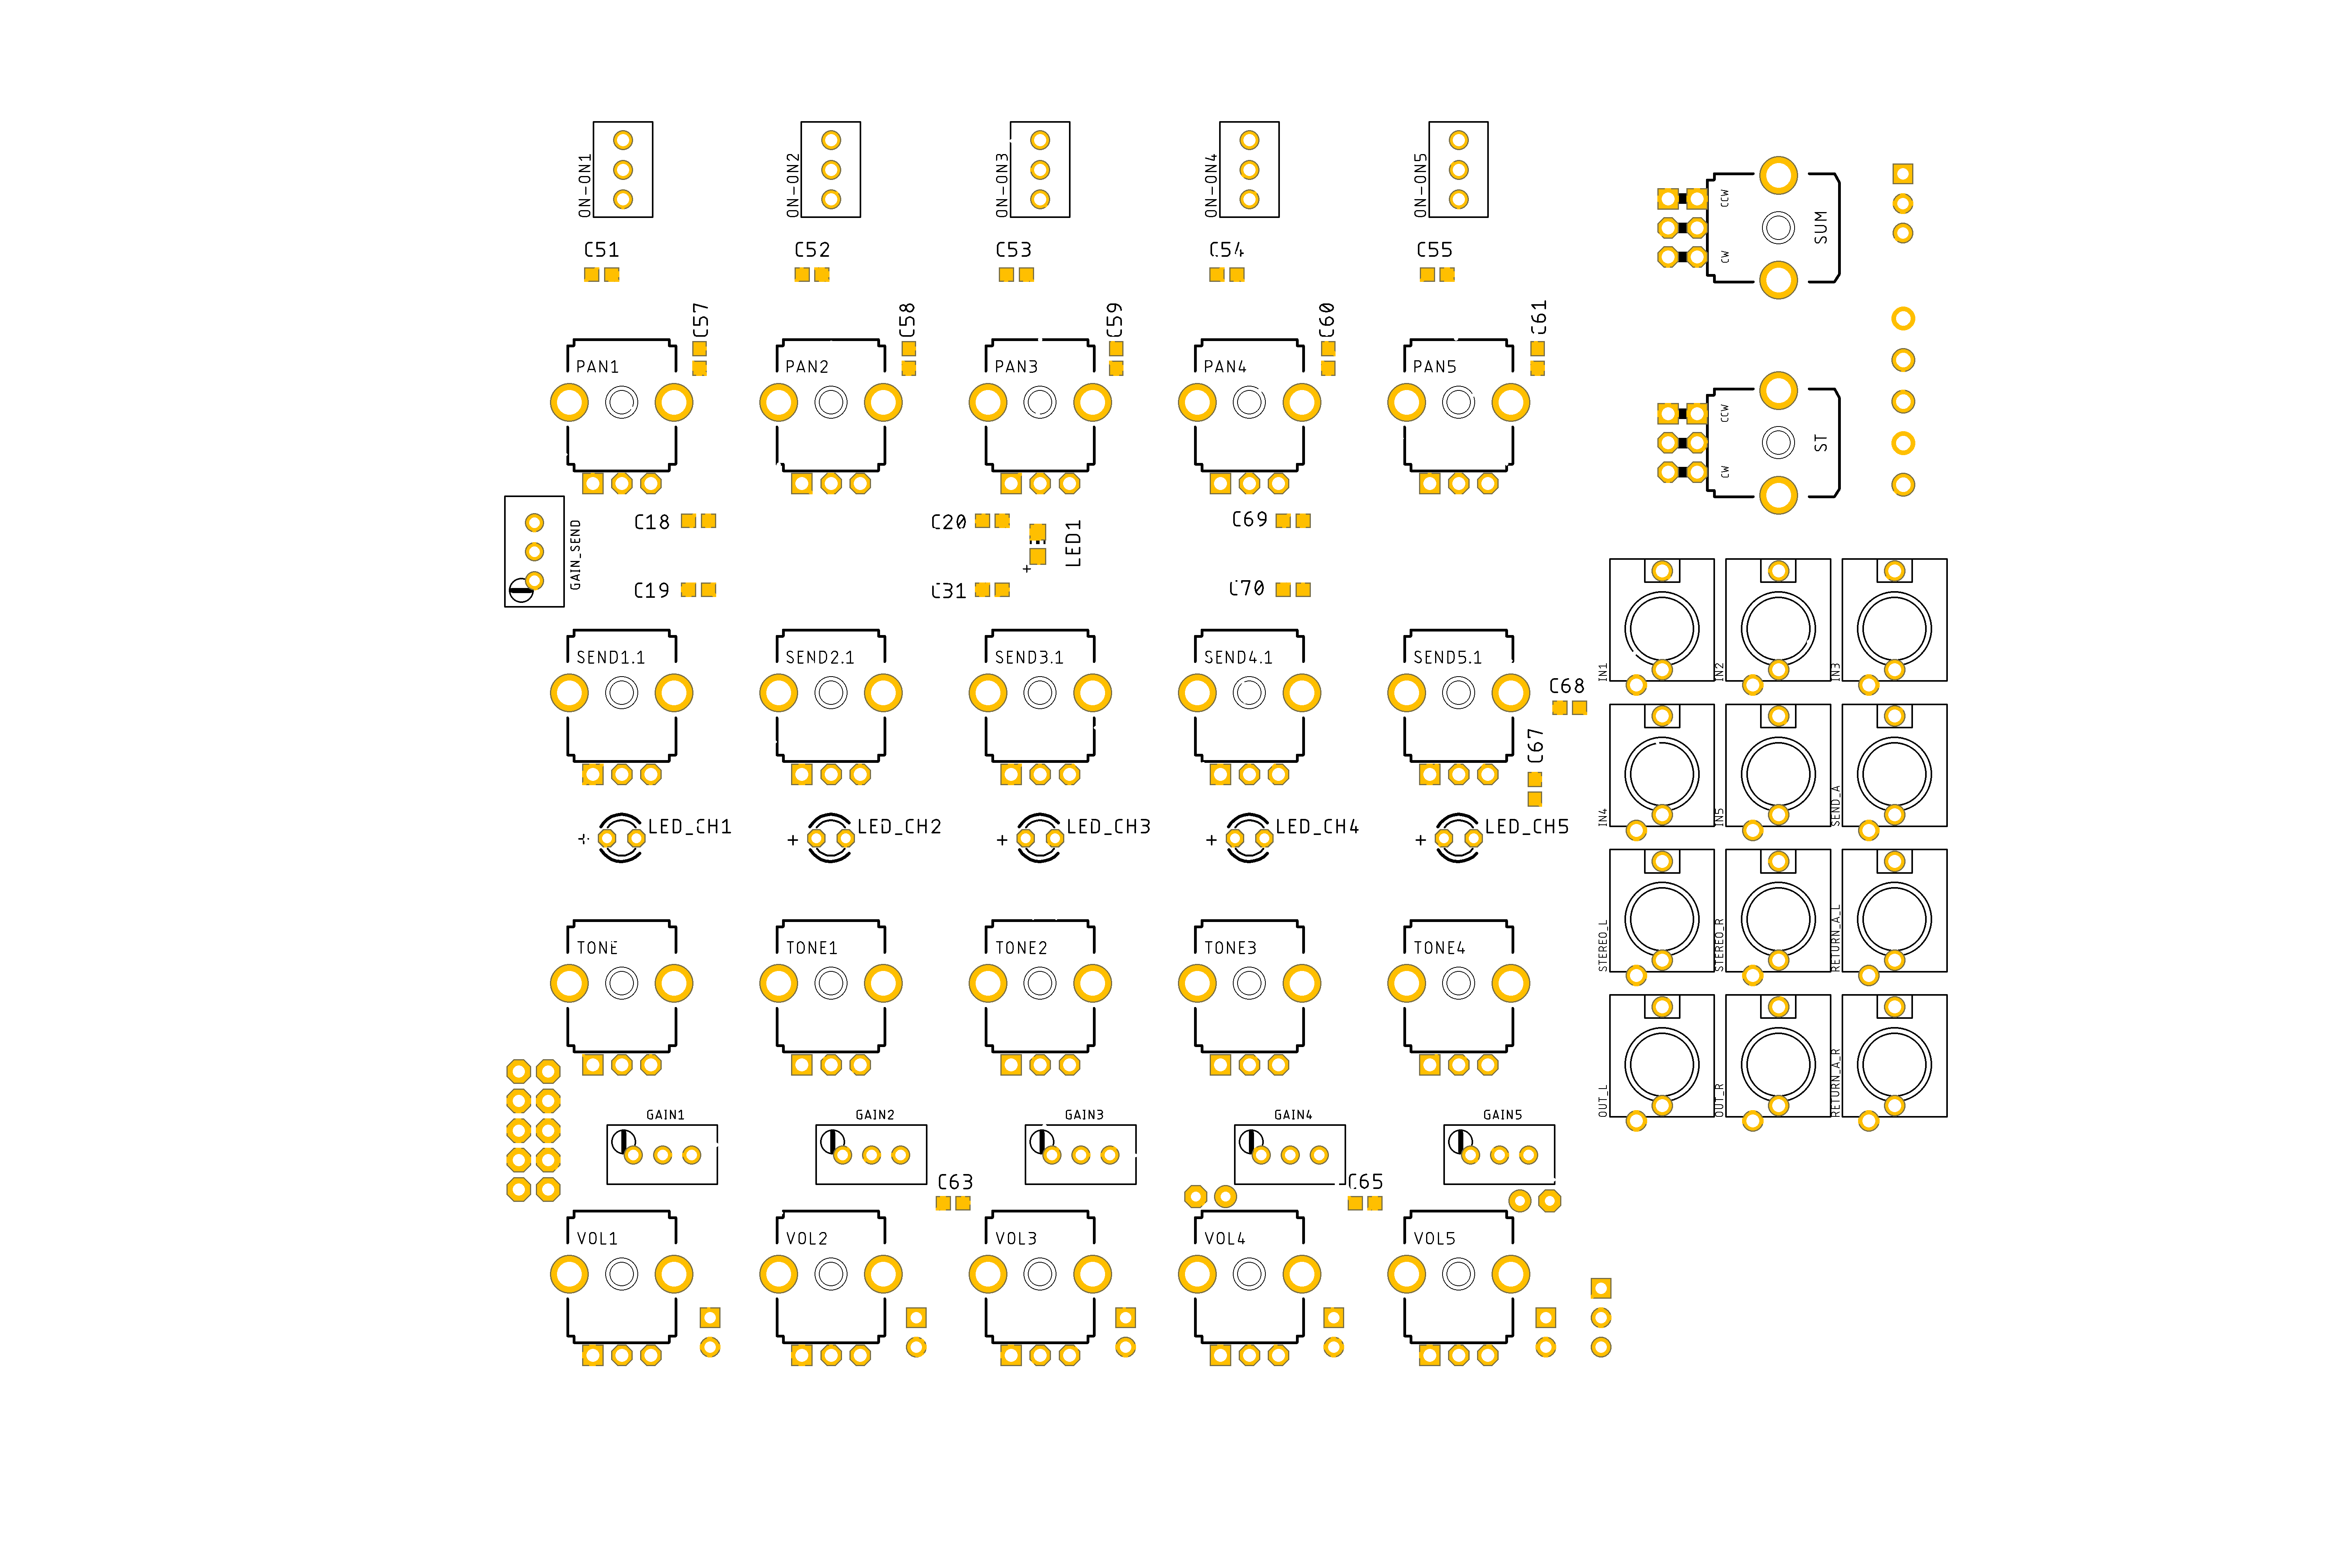 ON-ON1 ON-ON2 ON-ON3 ON-ON4 ON-ON5
CCW
SUM
CW
C51 C52 C53 C54 C55
C57 C58 C59 C60 C61
PAN1 PAN2 PAN3 PAN4 PAN5
CCW
ST
CW
C18 C20 LED1 C69
GAIN_SEND
+
C19 C31 C70
SEND1.1 SEND2.1 SEND3.1 SEND4.1 SEND5.1
IN1 IN2 IN3
C68
C67
+ LED_CH1 + LED_CH2 + LED_CH3 + LED_CH4 + LED_CH5
IN4 IN5 SEND_A
TONE TONE1 TONE2 TONE3 TONE4
STEREO_L STEREO_R RETURN_A_L
OUT_L OUT_R RETURN_A_R
GAIN1 GAIN2 GAIN3 GAIN4 GAIN5
C63 C65
VOL1 VOL2 VOL3 VOL4 VOL5